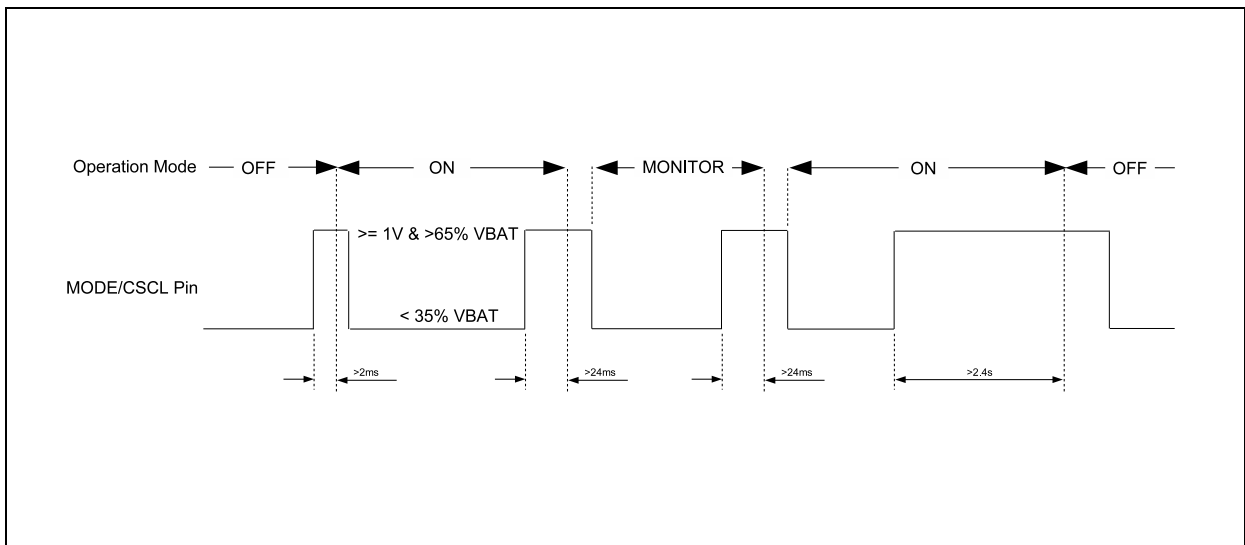 Operation Mode OFF ON MONITOR ON OFF
>= 1V & >65% VBAT
MODE/CSCL Pin
< 35% VBAT
>2ms >24ms >24ms >2.4s